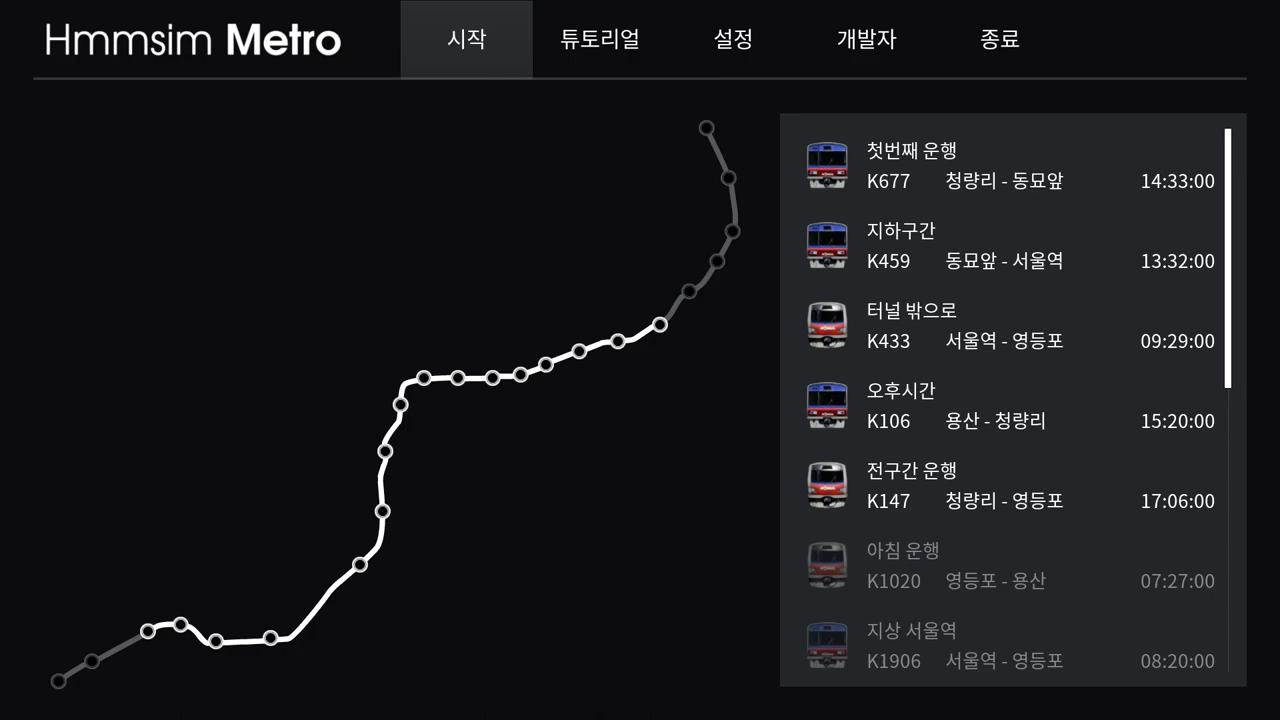 Hmmsim Metro
시작 튜토리얼 설정 개발자 종료
첫번째 운행
K677 청량리 - 동묘앞 14:33:00
지하구간
K459 동묘앞 - 서울역 13:32:00
터널 밖으로
K433 서울역 - 영등포 09:29:00
오후시간
K106 용산 - 청량리 15:20:00
전구간 운행
K147 청량리 - 영등포 17:06:00
아침 운행
K1020 영등포 - 용산 07:27:00
지상 서울역
K1906 서울역 - 영등포 08:20:00